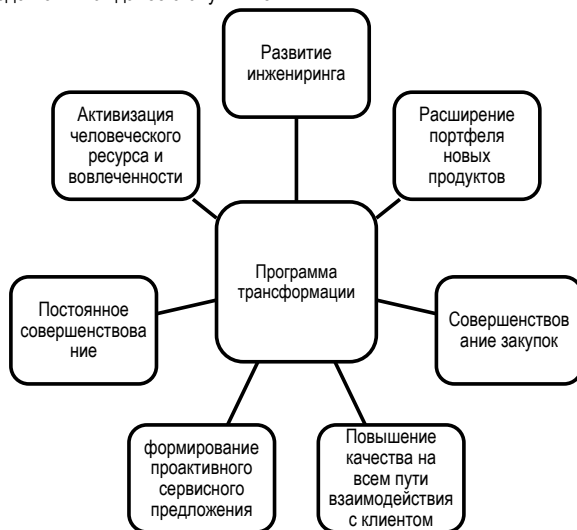 Развитие
инжениринга
Активизация
человеческого
ресурса и
вовлеченности
Расширение
портфеля
новых
продуктов
Программа
трансформации
Постоянное
совершенствова
ние
Совершенствов
ание закупок
формирование
проактивного
сервисного
предложения
Повышение
качества на
всем пути
взаимодействия
с клиентом